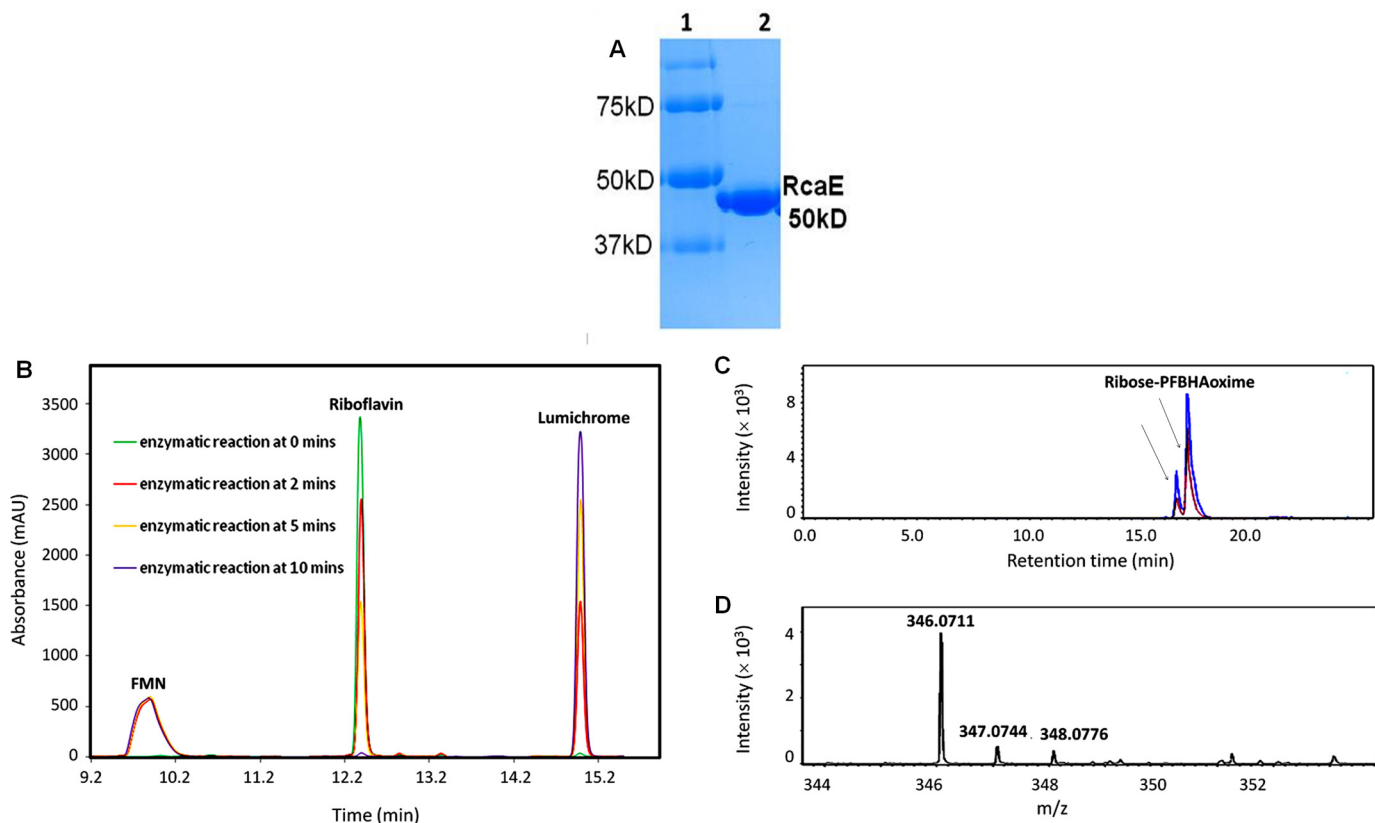 1 2
A
75kD
50kD
37kD
RcaE
50kD
B
Riboflavin
Lumichrome
FMN
enzymatic reaction at 0 mins
enzymatic reaction at 2 mins
enzymatic reaction at 5 mins
enzymatic reaction at 10 mins
3500
3000
2500
2000
1500
1000
500
0
Absorbance (mAU)
9.2 10.2 11.2 12.2 13.2 14.2 15.2
Time (min)
C
Ribose-PFBHAoxime
8
4
0
Intensity (× 10³)
0.0 5.0 10.0 15.0 20.0
Retention time (min)
D
346.0711
347.0744 348.0776
4
2
0
Intensity (× 10³)
344 346 348 350 352
m/z